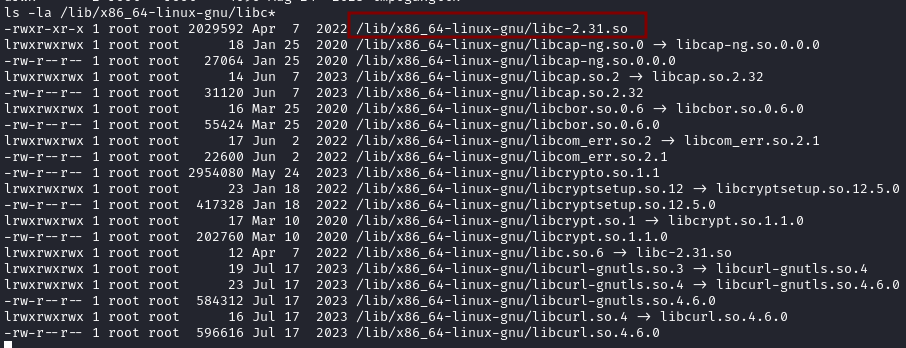 ls -la /lib/x86_64-linux-gnu/libc*
-rwxr-xr-x 1 root root 2029592 Apr  7  2022 /lib/x86_64-linux-gnu/libc-2.31.so
lrwxrwxrwx 1 root root      18 Jan 25  2020 /lib/x86_64-linux-gnu/libcap-ng.so.0 → libcap-ng.so.0.0.0
-rw-r--r-- 1 root root   27064 Jan 25  2020 /lib/x86_64-linux-gnu/libcap-ng.so.0.0.0
lrwxrwxrwx 1 root root      14 Jun  7  2023 /lib/x86_64-linux-gnu/libcap.so.2 → libcap.so.2.32
-rw-r--r-- 1 root root   31120 Jun  7  2023 /lib/x86_64-linux-gnu/libcap.so.2.32
lrwxrwxrwx 1 root root      16 Mar 25  2020 /lib/x86_64-linux-gnu/libcbor.so.0.6 → libcbor.so.0.6.0
-rw-r--r-- 1 root root   55424 Mar 25  2020 /lib/x86_64-linux-gnu/libcbor.so.0.6.0
lrwxrwxrwx 1 root root      17 Jun  2  2022 /lib/x86_64-linux-gnu/libcom_err.so.2 → libcom_err.so.2.1
-rw-r--r-- 1 root root   22600 Jun  2  2022 /lib/x86_64-linux-gnu/libcom_err.so.2.1
-rw-r--r-- 1 root root 2954080 May 24  2023 /lib/x86_64-linux-gnu/libcrypto.so.1.1
lrwxrwxrwx 1 root root      23 Jan 18  2022 /lib/x86_64-linux-gnu/libcryptsetup.so.12 → libcryptsetup.so.12.5.0
-rw-r--r-- 1 root root  417328 Jan 18  2022 /lib/x86_64-linux-gnu/libcryptsetup.so.12.5.0
lrwxrwxrwx 1 root root      17 Mar 10  2020 /lib/x86_64-linux-gnu/libcrypt.so.1 → libcrypt.so.1.1.0
-rw-r--r-- 1 root root  202760 Mar 10  2020 /lib/x86_64-linux-gnu/libcrypt.so.1.1.0
lrwxrwxrwx 1 root root      12 Apr  7  2022 /lib/x86_64-linux-gnu/libc.so.6 → libc-2.31.so
lrwxrwxrwx 1 root root      19 Jul 17  2023 /lib/x86_64-linux-gnu/libcurl-gnutls.so.3 → libcurl-gnutls.so.4
lrwxrwxrwx 1 root root      23 Jul 17  2023 /lib/x86_64-linux-gnu/libcurl-gnutls.so.4 → libcurl-gnutls.so.4.6.0
-rw-r--r-- 1 root root  584312 Jul 17  2023 /lib/x86_64-linux-gnu/libcurl-gnutls.so.4.6.0
lrwxrwxrwx 1 root root      16 Jul 17  2023 /lib/x86_64-linux-gnu/libcurl.so.4 → libcurl.so.4.6.0
-rw-r--r-- 1 root root  596616 Jul 17  2023 /lib/x86_64-linux-gnu/libcurl.so.4.6.0